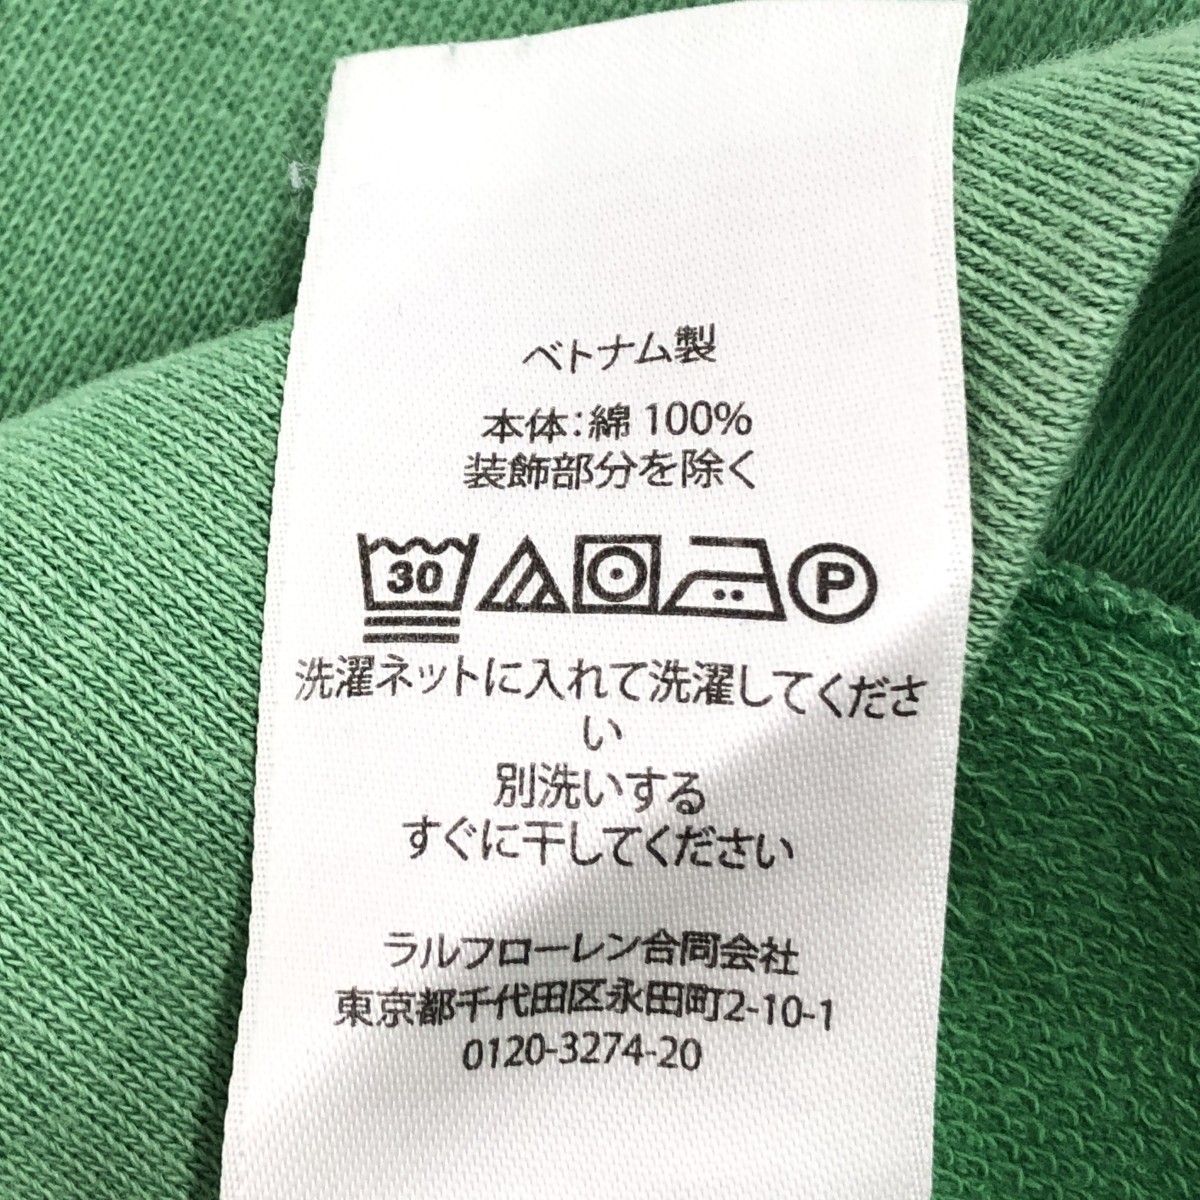 ベトナム製
本体：綿 100%
装飾部分を除く
30 P
洗濯ネットに入れて洗濯してくださ
い
別洗いする
すぐに干してください
ラルフローレン合同会社
東京都千代田区永田町2-10-1
0120-3274-20